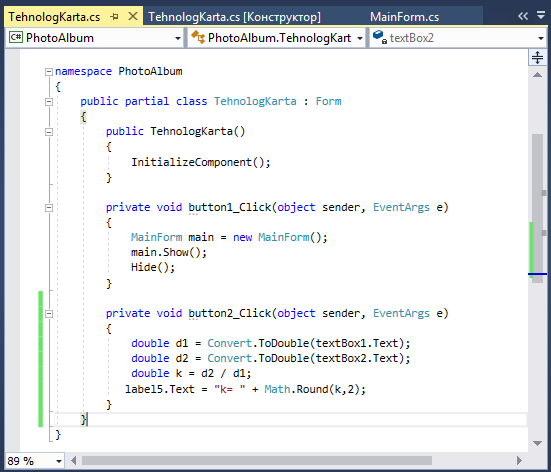 TehnologKarta.cs
TehnologKarta.cs [Конструктор]
MainForm.cs
C# PhotoAlbum
PhotoAlbum.TehnologKart
textBox2
namespace PhotoAlbum
{
public partial class TehnologKarta : Form
{
public TehnologKarta()
{
InitializeComponent();
}
private void button1_Click(object sender, EventArgs e)
{
MainForm main = new MainForm();
main.Show();
Hide();
}
private void button2_Click(object sender, EventArgs e)
{
double d1 = Convert.ToDouble(textBox1.Text);
double d2 = Convert.ToDouble(textBox2.Text);
double k = d2 / d1;
label5.Text = "k= " + Math.Round(k,2);
}
}
}
89 %